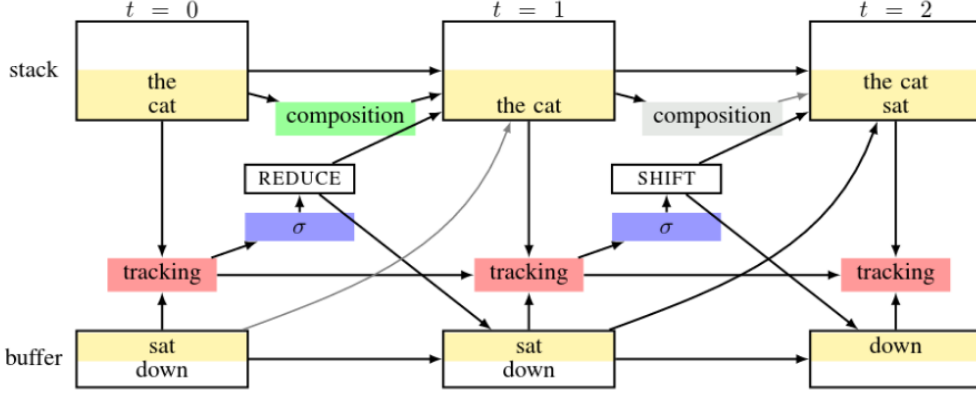 t = 0
t = 1
t = 2
stack
the
cat
composition
the cat
composition
the cat
sat
REDUCE
SHIFT
σ
σ
tracking
tracking
tracking
buffer
sat
down
sat
down
down